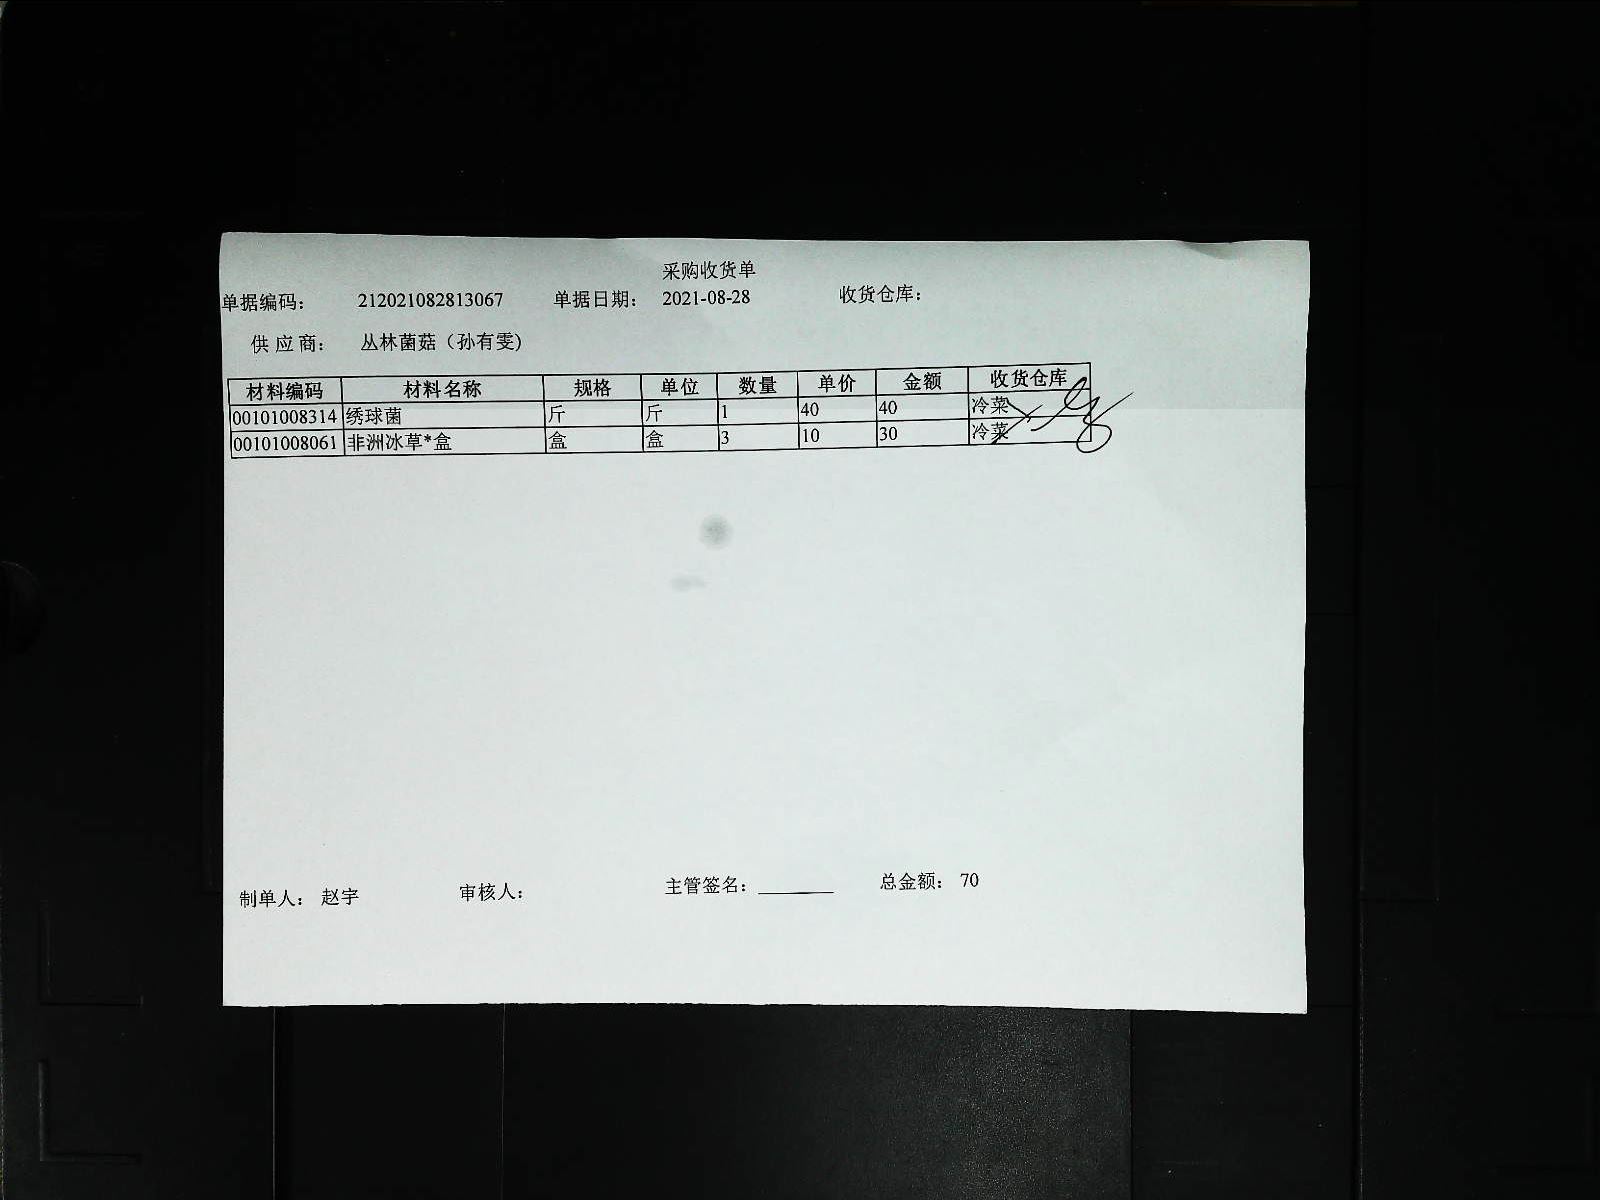 采购收货单
单据编码： 212021082813067 单据日期： 2021-08-28 收货仓库：
供 应 商： 丛林菌菇（孙有雯)
材料编码 材料名称 规格 单位 数量 单价 金额 收货仓库
00101008314 绣球菌 斤 斤 1 40 40 冷菜
00101008061 非洲冰草*盒 盒 盒 3 10 30 冷菜
制单人： 赵宇 审核人： 主管签名： 总金额： 70